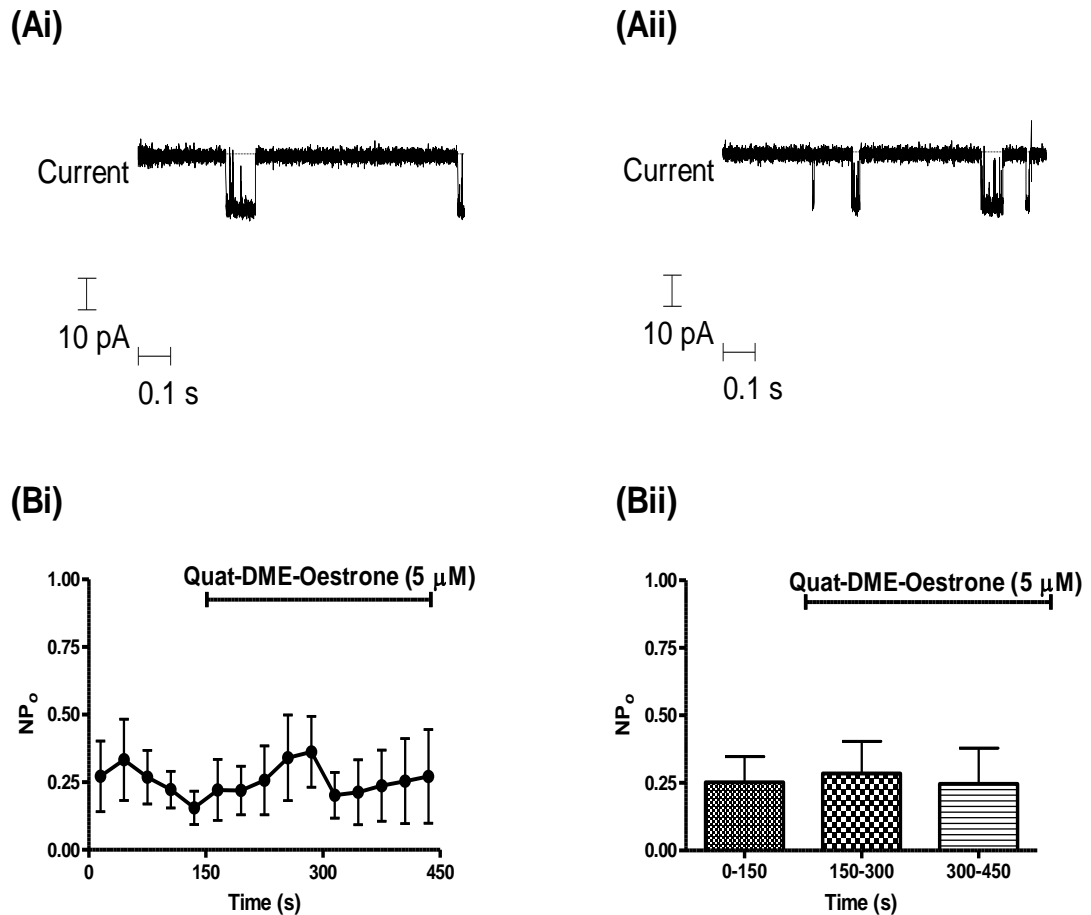 (Ai)
Current
10 pA
0.1 s
(Aii)
Current
10 pA
0.1 s
(Bi)
Quat-DME-Oestrone (5 μM)
1.00
0.75
0.50
0.25
0.00
NPo
0
150
300
450
Time (s)
(Bii)
Quat-DME-Oestrone (5 μM)
1.00
0.75
0.50
0.25
0.00
NPo
0-150
150-300
300-450
Time (s)